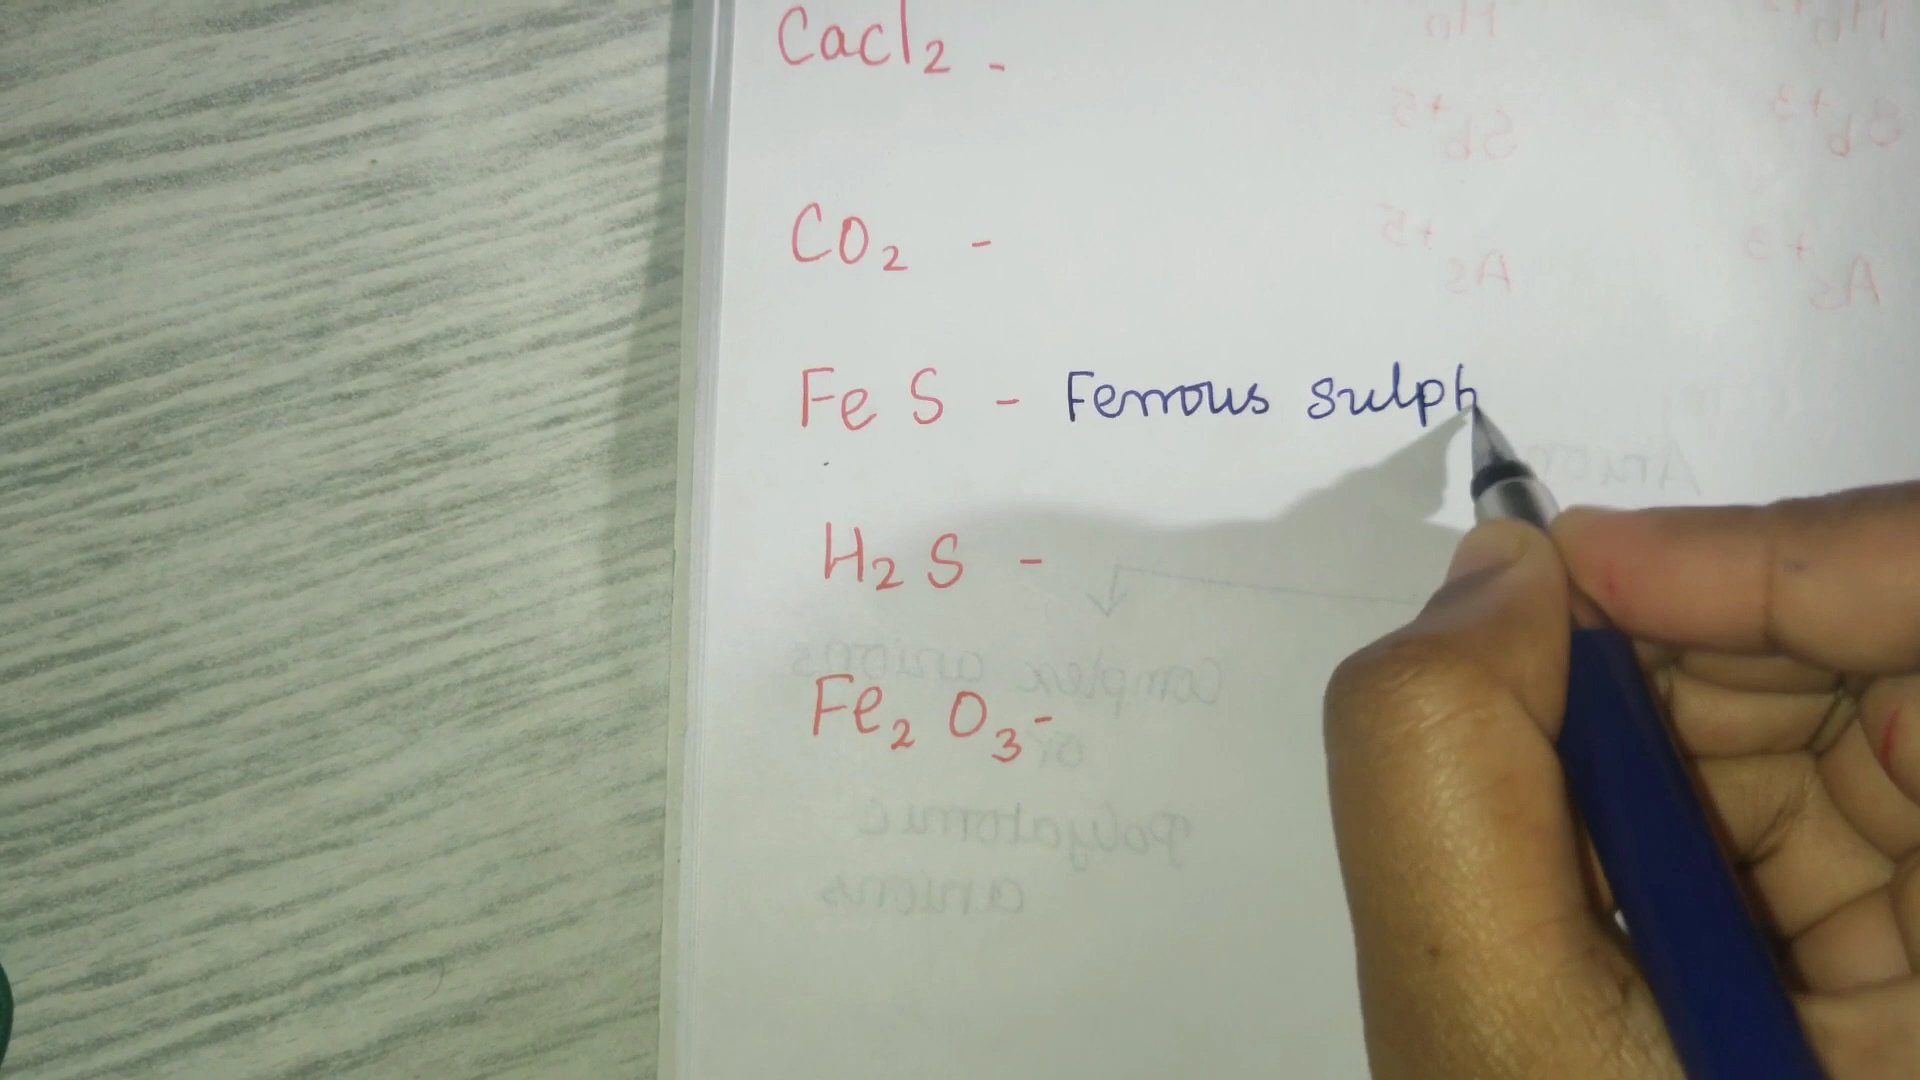 Cacl2 -
CO2 -
Fe S - Ferrous sulph
H2 S -
Fe2 O3 -